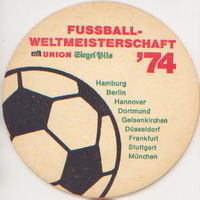 FUSSBALL-
WELTMEISTERSCHAFT
mit UNION Siegel Pils '74
Hamburg
Berlin
Hannover
Dortmund
Gelsenkirchen
Düsseldorf
Frankfurt
Stuttgart
München